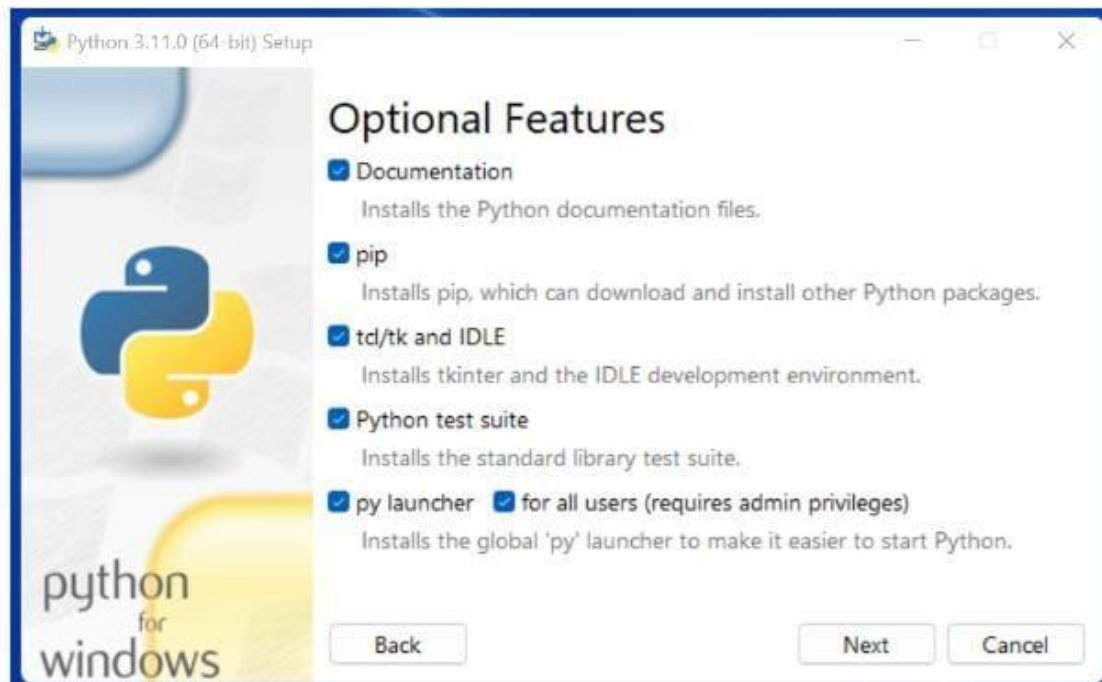 Python 3.11.0 (64-bit) Setup
Optional Features
Documentation
Installs the Python documentation files.
pip
Installs pip, which can download and install other Python packages.
tcl/tk and IDLE
Installs tkinter and the IDLE development environment.
Python test suite
Installs the standard library test suite.
py launcher for all users (requires admin privileges)
Installs the global 'py' launcher to make it easier to start Python.
python
for
windows
Back Next Cancel